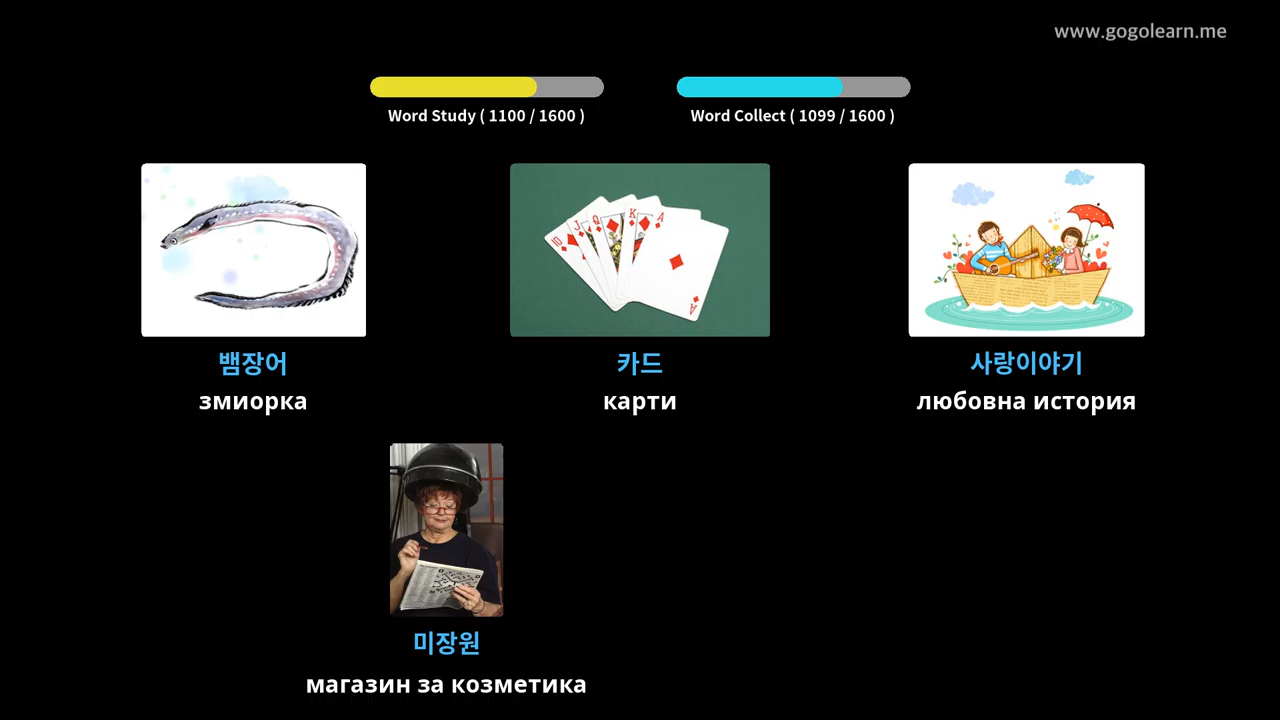 www.gogolearn.me
Word Study ( 1100 / 1600 )
Word Collect ( 1099 / 1600 )
10 J Q K A
A
뱀장어
змиорка
카드
карти
사랑이야기
любовна история
미장원
магазин за козметика